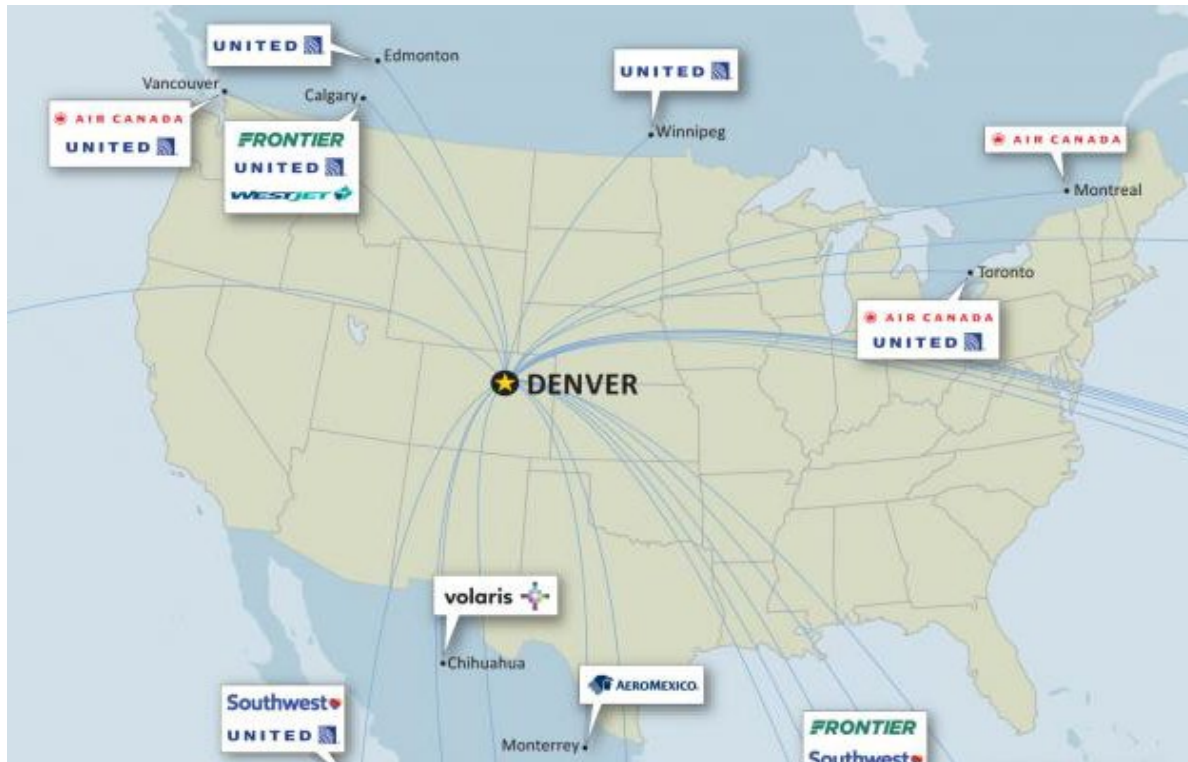 UNITED
Edmonton
Vancouver
AIR CANADA
UNITED
Calgary
FRONTIER
UNITED
WESTJET
UNITED
Winnipeg
AIR CANADA
Montreal
Toronto
AIR CANADA
UNITED
DENVER
volaris
Chihuahua
AEROMEXICO
Monterrey
Southwest
UNITED
FRONTIER
Southwest